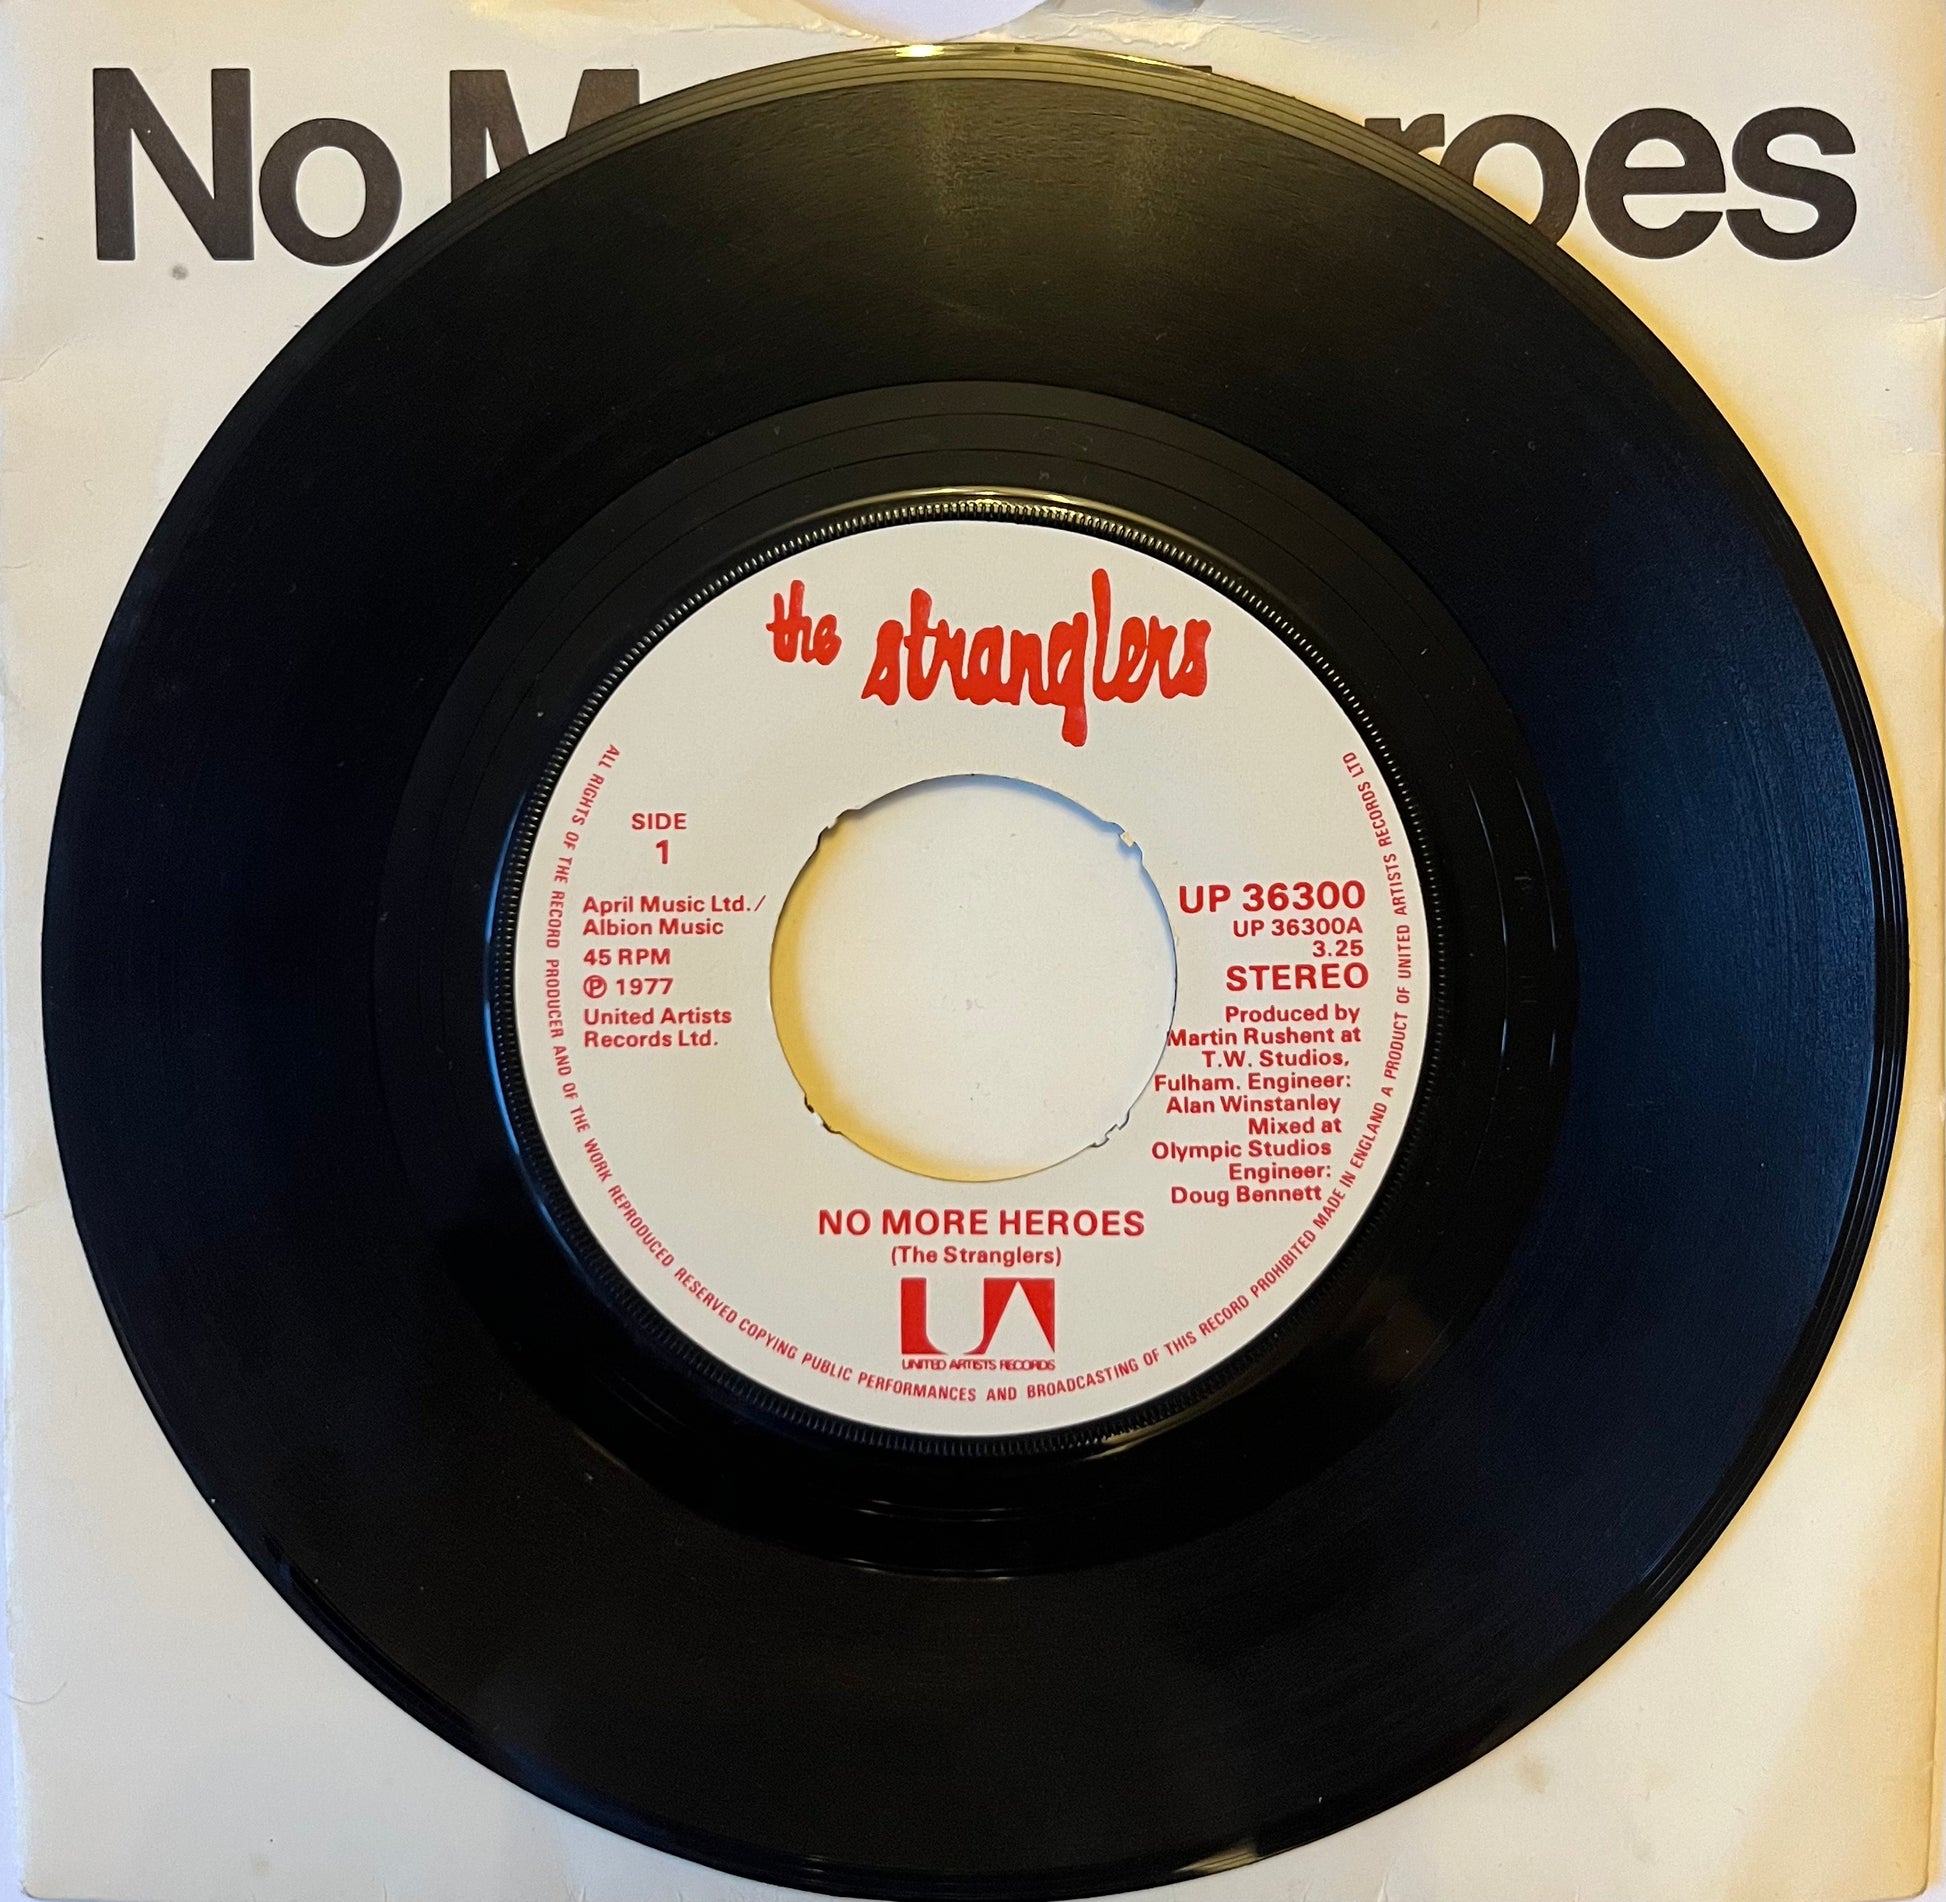 No
oes
the stranglers
SIDE
1
April Music Ltd./
Albion Music
45 RPM
Ⓟ 1977
United Artists
Records Ltd.
UP 36300
UP 36300A
3.25
STEREO
Produced by
Martin Rushent at
T.W. Studios,
Fulham. Engineer:
Alan Winstanley
Mixed at
Olympic Studios
Engineer:
Doug Bennett
NO MORE HEROES
(The Stranglers)
UA
UNITED ARTISTS RECORDS
ALL RIGHTS OF THE RECORD PRODUCER AND OF THE WORK REPRODUCED RESERVED COPYING PUBLIC PERFORMANCES AND BROADCASTING OF THIS RECORD PROHIBITED MADE IN ENGLAND A PRODUCT OF UNITED ARTISTS RECORDS LTD